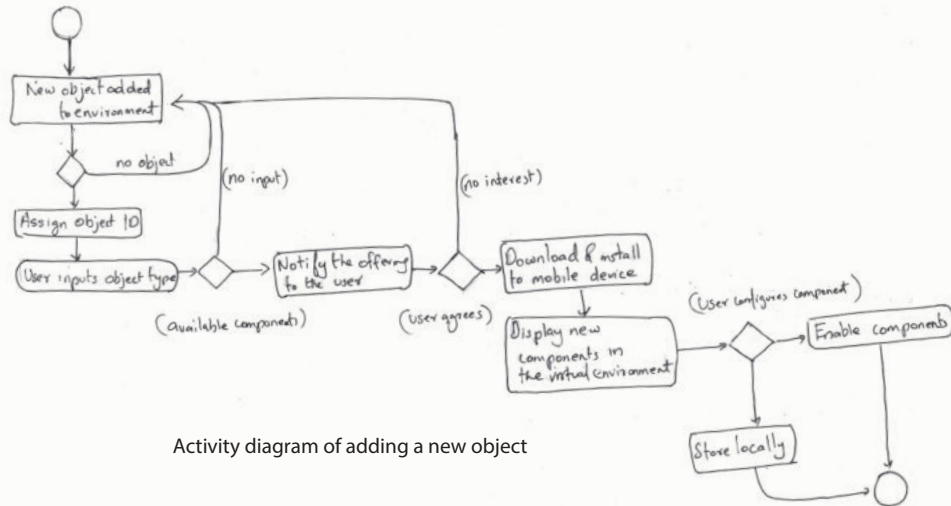 New object added
to environment
no object
(no input)
(no interest)
Assign Object ID
User inputs object type
Notify the offering
to the user
Download & install
to mobile device
(User configures component)
(available components)
(user agrees)
Display new
components in
the virtual environment
Enable components
Store locally
Activity diagram of adding a new object